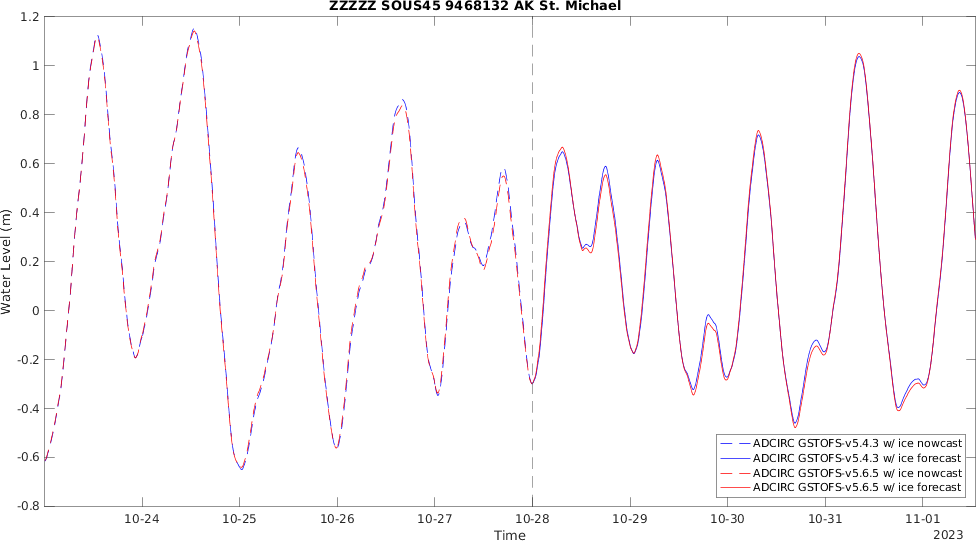 ZZZZZ SOUS45 9468132 AK St. Michael
1.2
1
0.8
0.6
0.4
0.2
0
-0.2
-0.4
-0.6
-0.8
Water Level (m)
ADCIRC GSTOFS-v5.4.3 w/ ice nowcast
ADCIRC GSTOFS-v5.4.3 w/ ice forecast
ADCIRC GSTOFS-v5.6.5 w/ ice nowcast
ADCIRC GSTOFS-v5.6.5 w/ ice forecast
10-24 10-25 10-26 10-27 10-28 10-29 10-30 10-31 11-01
Time
2023